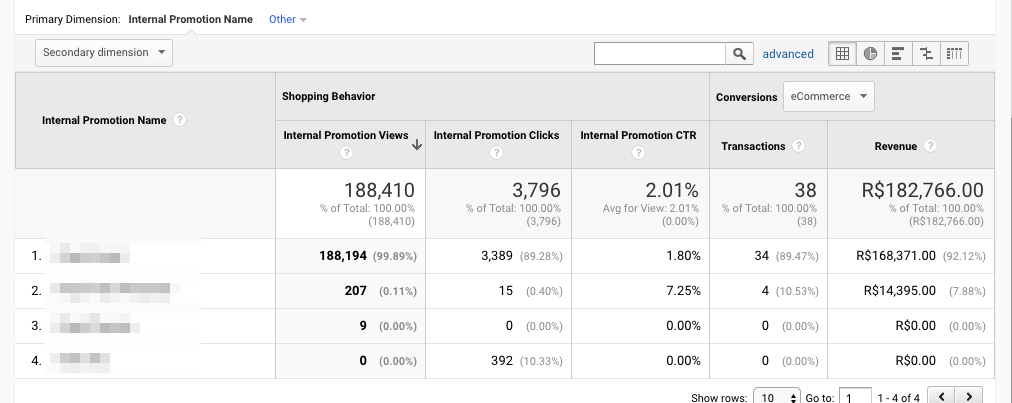 Primary Dimension: Internal Promotion Name Other
Secondary dimension
advanced
Internal Promotion Name ?
Shopping Behavior
Conversions eCommerce
Internal Promotion Views ?
Internal Promotion Clicks ?
Internal Promotion CTR ?
Transactions ?
Revenue ?
188,410 3,796 2.01% 38 R$182,766.00
% of Total: 100.00% % of Total: 100.00% Avg for View: 2.01% % of Total: 100.00% % of Total: 100.00%
(188,410) (3,796) (0.00%) (38) (R$182,766.00)
1. 188,194 (99.89%) 3,389 (89.28%) 1.80% 34 (89.47%) R$168,371.00 (92.12%)
2. 207 (0.11%) 15 (0.40%) 7.25% 4 (10.53%) R$14,395.00 (7.88%)
3. 9 (0.00%) 0 (0.00%) 0.00% 0 (0.00%) R$0.00 (0.00%)
4. 0 (0.00%) 392 (10.33%) 0.00% 0 (0.00%) R$0.00 (0.00%)
Show rows: 10 Go to: 1 1 - 4 of 4